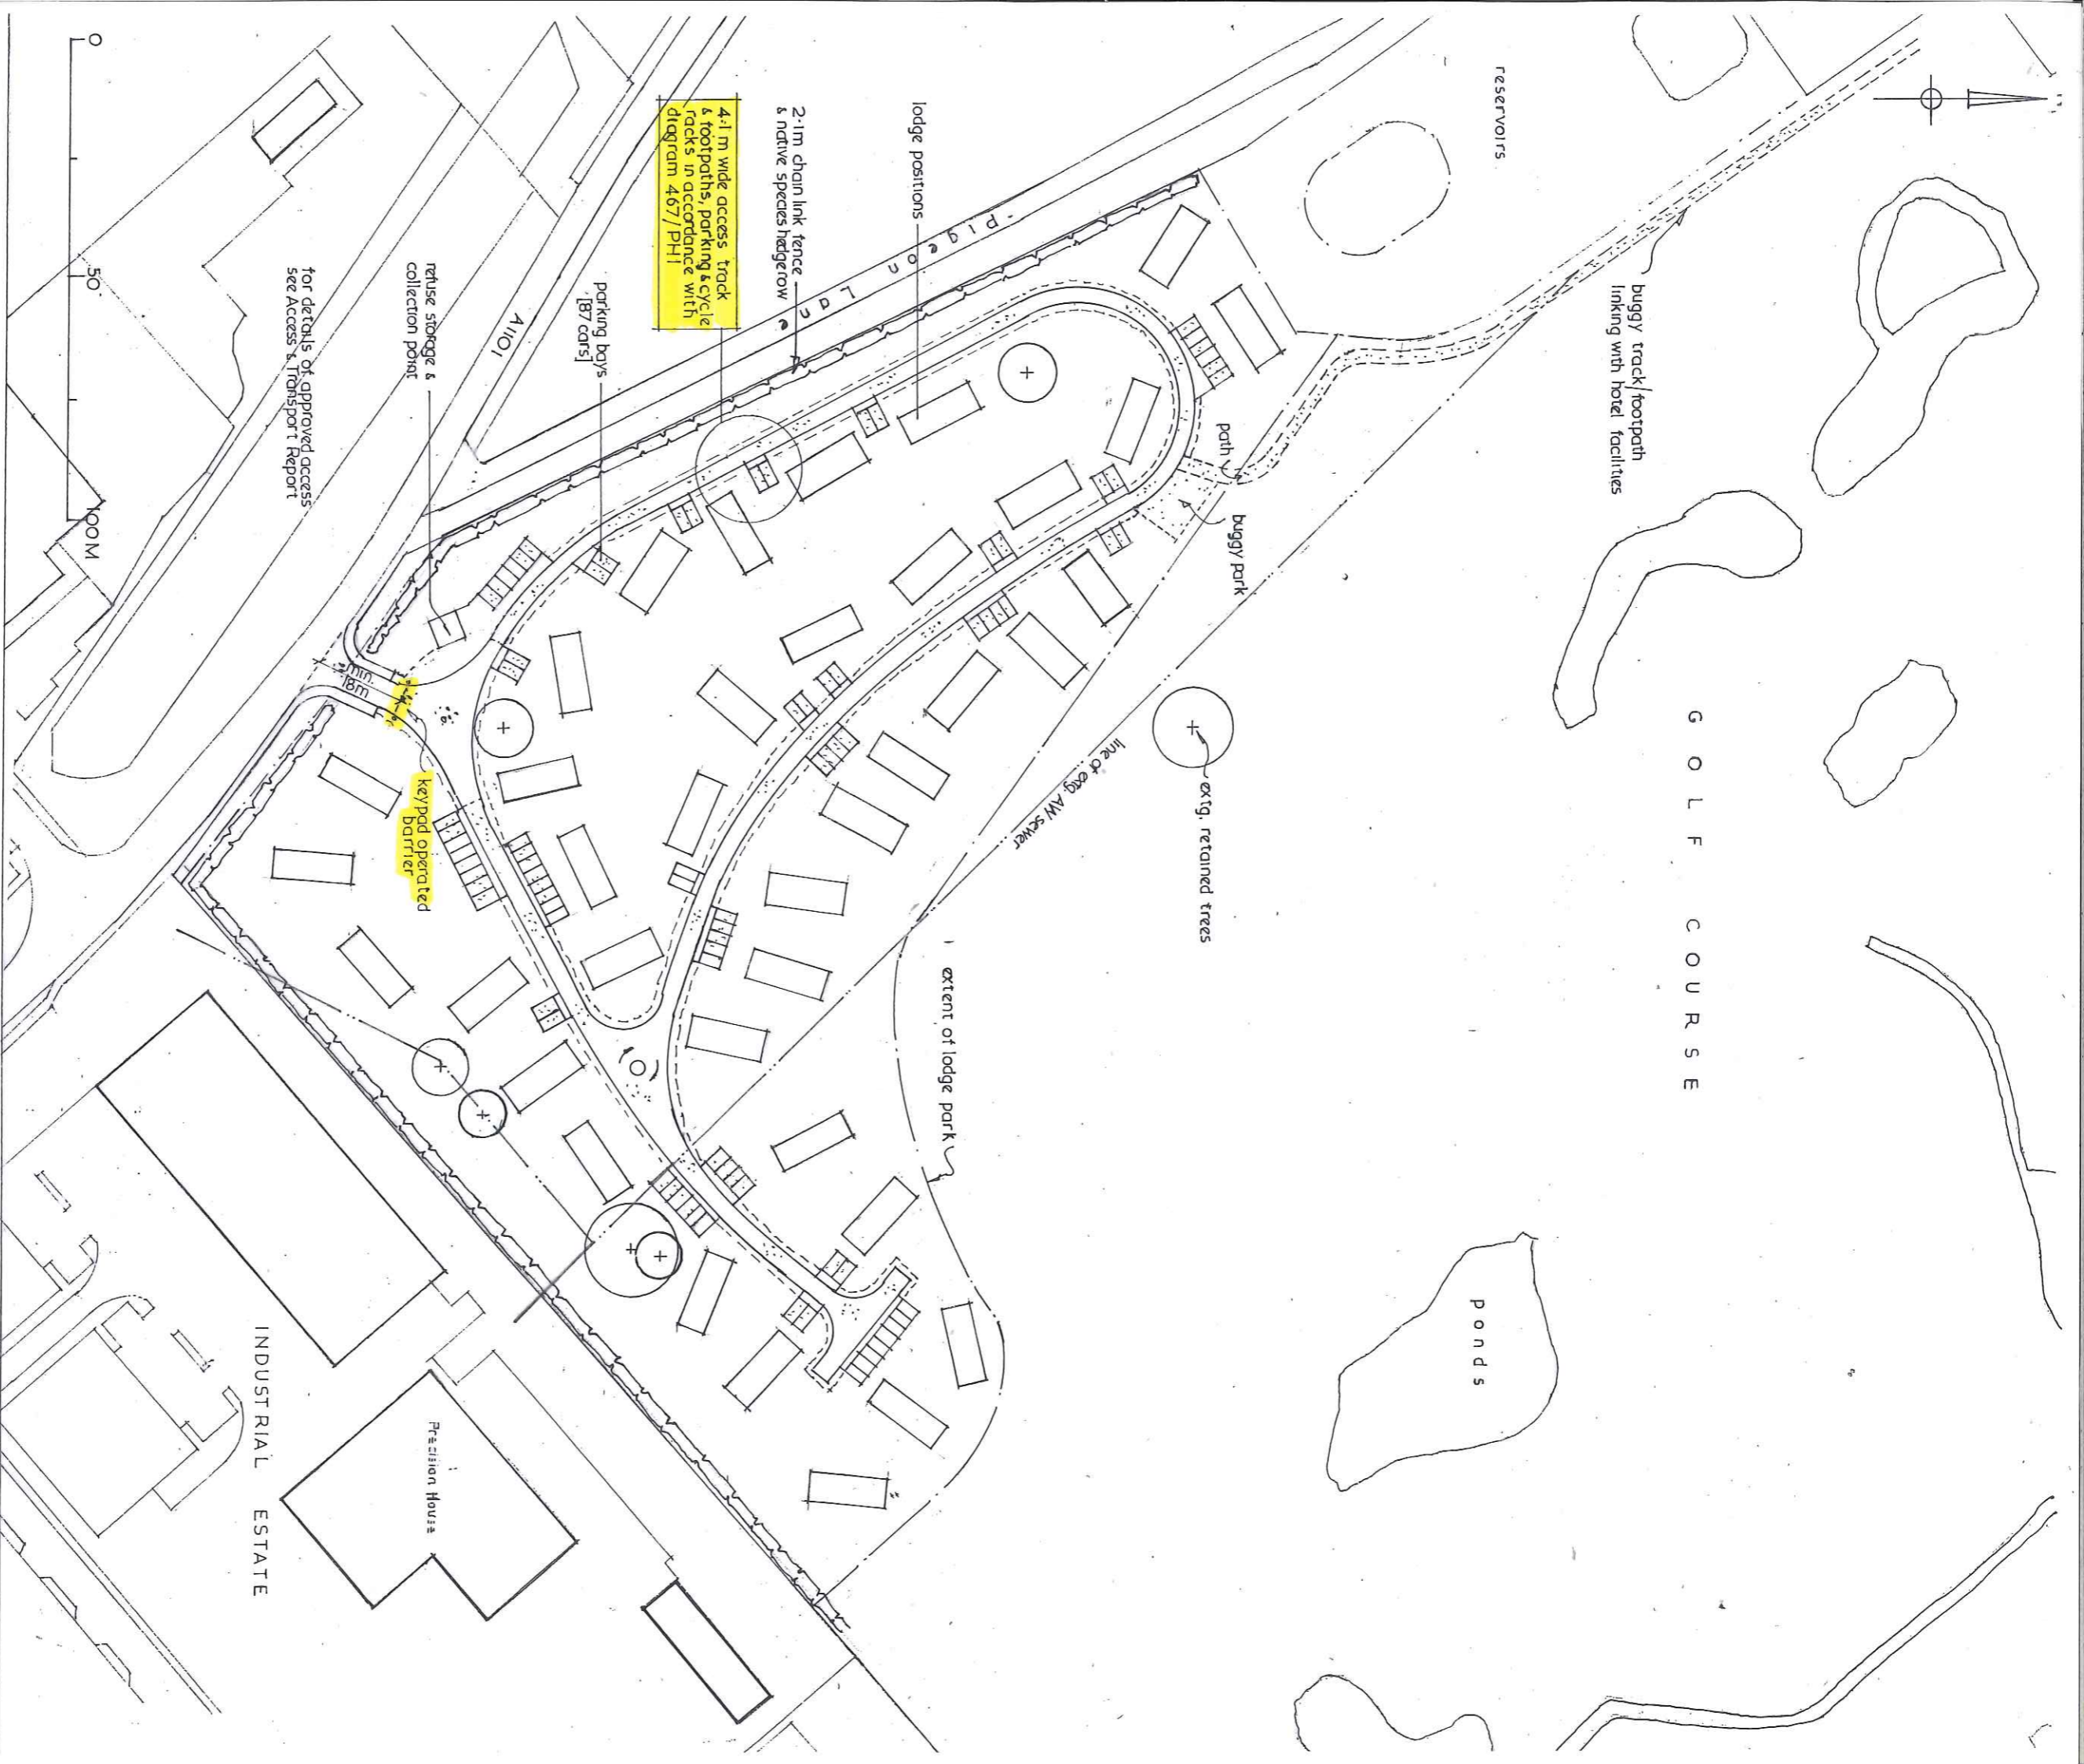 reservoirs
buggy track/footpath
linking with hotel facilities
lodge positions
2·1m chain link fence
& native species hedgerow
4·1m wide access track
& footpaths, parking & cycle
racks in accordance with
diagram 467/PH1
pigeon Lane
parking bays
[87 cars]
refuse storage &
collection point
A1101
for details of approved access
see Access & Transport Report
0
50
100M
path
buggy park
min.
18m
keypad operated
barrier
line of extg. AW sewer
extg. retained trees
extent of lodge park
GOLF COURSE
ponds
INDUSTRIAL ESTATE
Precision House